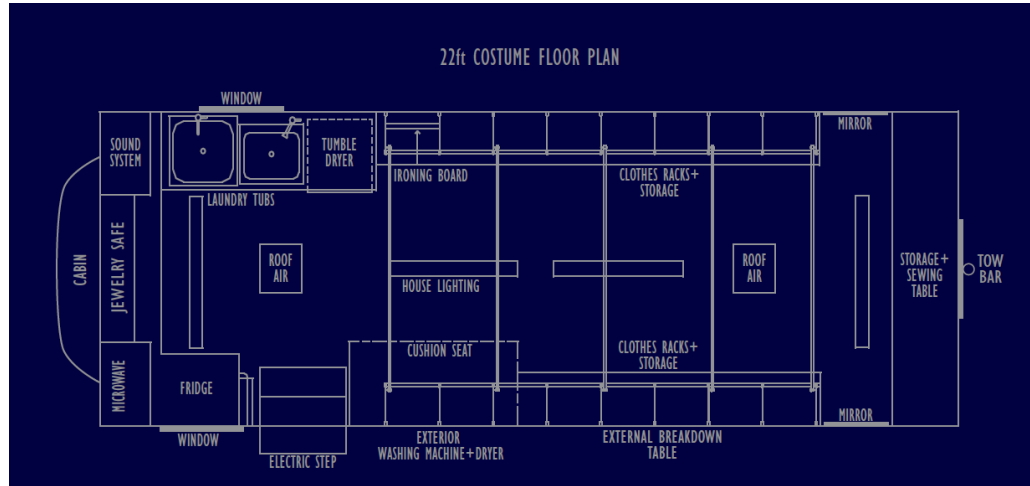 22ft COSTUME FLOOR PLAN
WINDOW
SOUND
SYSTEM
TUMBLE
DRYER
MIRROR
IRONING BOARD
CLOTHES RACKS+
STORAGE
LAUNDRY TUBS
CABIN
JEWELRY SAFE
ROOF
AIR
HOUSE LIGHTING
ROOF
AIR
STORAGE+
SEWING
TABLE
TOW
BAR
CUSHION SEAT
CLOTHES RACKS+
STORAGE
MICROWAVE
FRIDGE
MIRROR
WINDOW
ELECTRIC STEP
EXTERIOR
WASHING MACHINE+DRYER
EXTERNAL BREAKDOWN
TABLE